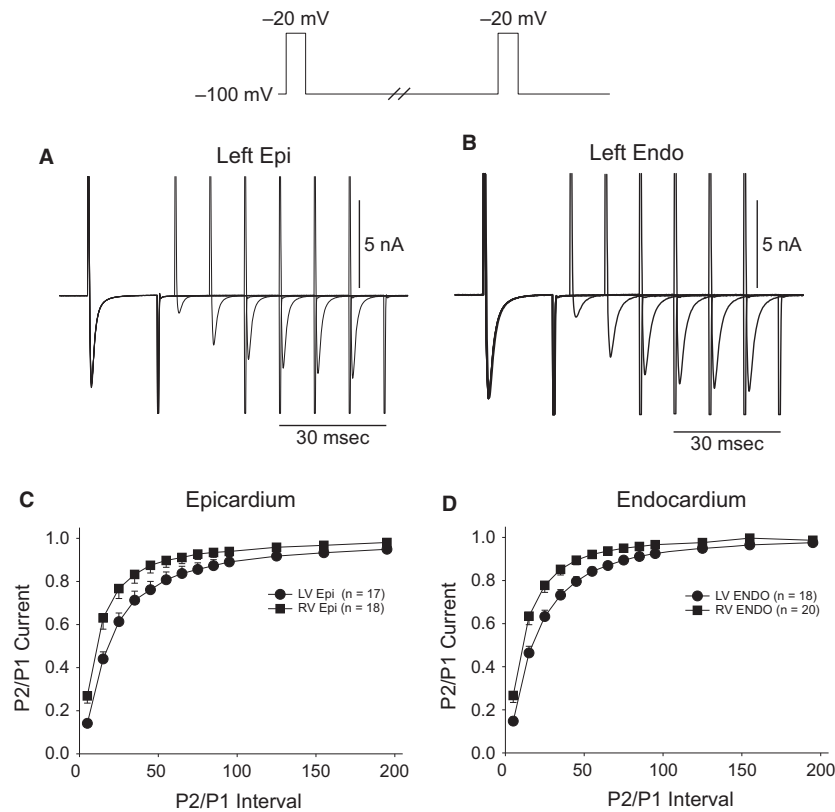 –20 mV –20 mV
–100 mV
A Left Epi
5 nA
30 msec
B Left Endo
5 nA
30 msec
C Epicardium
P2/P1 Current
1.0
0.8
0.6
0.4
0.2
0.0
LV Epi (n = 17)
RV Epi (n = 18)
0 50 100 150 200
P2/P1 Interval
D Endocardium
P2/P1 Current
1.0
0.8
0.6
0.4
0.2
0.0
LV ENDO (n = 18)
RV ENDO (n = 20)
0 50 100 150 200
P2/P1 Interval